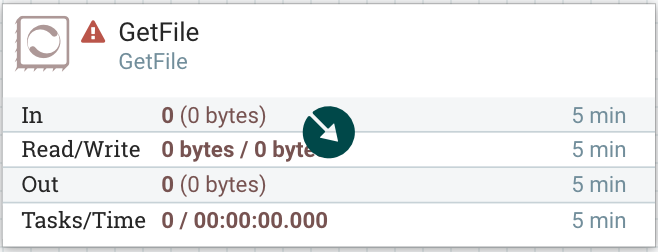 GetFile
GetFile
In 0 (0 bytes) 5 min
Read/Write 0 bytes / 0 byte 5 min
Out 0 (0 bytes) 5 min
Tasks/Time 0 / 00:00:00.000 5 min